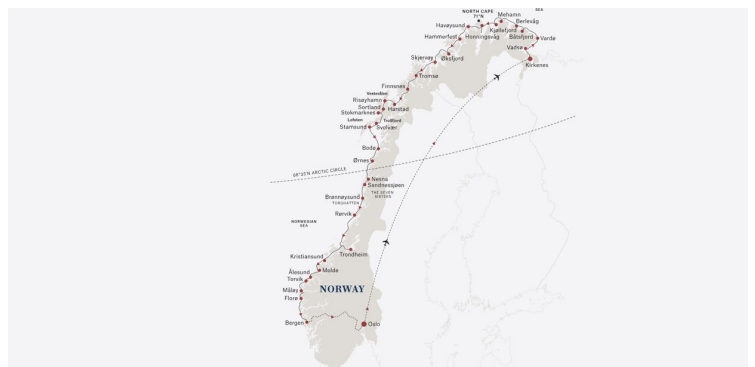 SEA
NORTH CAPE
71°N
Mehamn
Berlevåg
Havøysund
Kjøllefjord
Hammerfest
Honningsvåg
Båtsfjord
Vardø
Vadsø
Skjervøy
Øksfjord
Kirkenes
Tromsø
Finnsnes
Vesterålen
Risøyhamn
Sortland
Harstad
Stokmarknes
Lofoten
Trollfjord
Stamsund
Svolvær
Bodø
Ørnes
66°33'N ARCTIC CIRCLE
Nesna
Sandnessjøen
THE SEVEN
SISTERS
Brønnøysund
TORGHATTEN
Rørvik
NORWEGIAN
SEA
Trondheim
Kristiansund
Molde
Ålesund
Torvik
NORWAY
Måløy
Florø
Bergen
Oslo